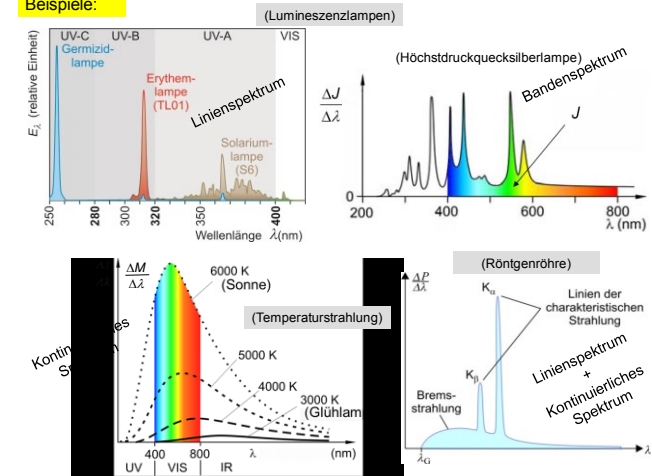 Beispiele:
(Lumineszenzlampen)
UV-C UV-B UV-A VIS
Germizid-
lampe
Erythem-
lampe
(TL01)
Linienspektrum
Solarium-
lampe
(S6)
Eλ (relative Einheit)
250 280 300 320 350 400
Wellenlänge λ(nm)
(Höchstdruckquecksilberlampe)
Bandenspektrum
ΔJ
Δλ
J
0
200 400 600 800
λ (nm)
ΔM
Δλ
6000 K
(Sonne)
(Temperaturstrahlung)
5000 K
4000 K
3000 K
(Glühlam
400 800 λ (nm)
UV VIS IR
(Röntgenröhre)
ΔP
Δλ
Kα
Linien der
charakteristischen
Strahlung
Kβ
Brems-
strahlung
Linienspektrum
+
Kontinuierliches
Spektrum
λG
λ